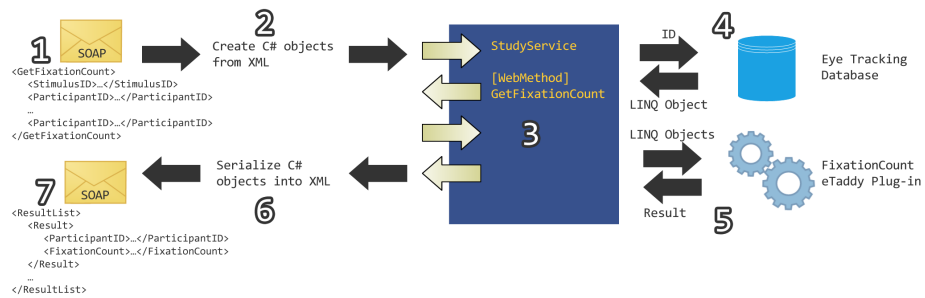 1
SOAP
<GetFixationCount>
<StimulusID>…</StimulusID>
<ParticipantID>…</ParticipantID>
…
<ParticipantID>…</ParticipantID>
</GetFixationCount>
2
Create C# objects
from XML
StudyService
[WebMethod]
GetFixationCount
3
ID
4
LINQ Object
Eye Tracking
Database
LINQ Objects
Result
5
FixationCount
eTaddy Plug-in
Serialize C#
objects into XML
6
7
SOAP
<ResultList>
<Result>
<ParticipantID>…</ParticipantID>
<FixationCount>…</FixationCount>
</Result>
…
</ResultList>